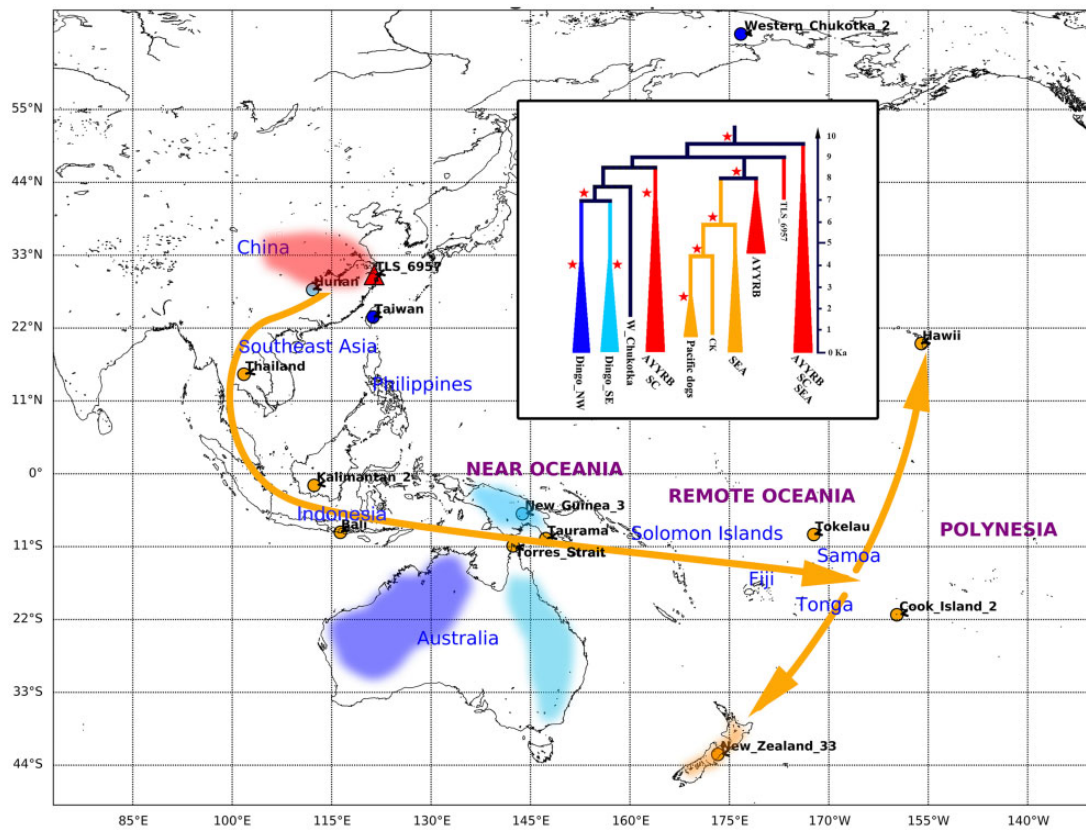 Western_Chukotka_2
55°N
44°N
33°N
22°N
11°N
0°
11°S
22°S
33°S
44°S
85°E
100°E
115°E
130°E
145°E
160°E
175°E
170°W
155°W
140°W
China
TLS_6957
Hunan
Taiwan
Southeast Asia
Thailand
Philippines
Kalimantan_2
Indonesia
Bali
NEAR OCEANIA
New_Guinea_3
Taurama
Torres_Strait
REMOTE OCEANIA
Solomon Islands
Tokelau
POLYNESIA
Samoa
Fiji
Tonga
Cook_Island_2
Hawii
Australia
New_Zealand_33
10
9
8
7
6
5
4
3
2
1
0 Ka
Dingo_NW
Dingo_SE
W_Chukotka
AYYRB
SC
Pacific dogs
CK
SEA
AYYRB
TLS_6957
AYYRB
SC
SEA